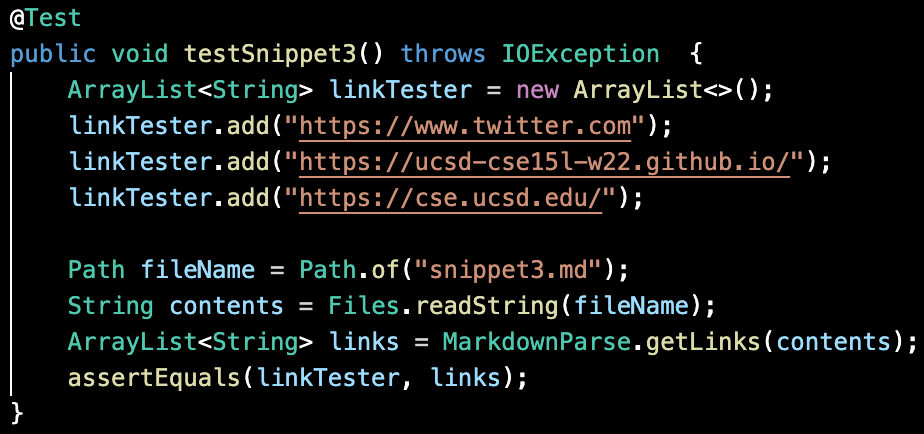 @Test
public void testSnippet3() throws IOException  {
    ArrayList<String> linkTester = new ArrayList<>();
    linkTester.add("https://www.twitter.com");
    linkTester.add("https://ucsd-cse15l-w22.github.io/");
    linkTester.add("https://cse.ucsd.edu/");

    Path fileName = Path.of("snippet3.md");
    String contents = Files.readString(fileName);
    ArrayList<String> links = MarkdownParse.getLinks(contents);
    assertEquals(linkTester, links);
}